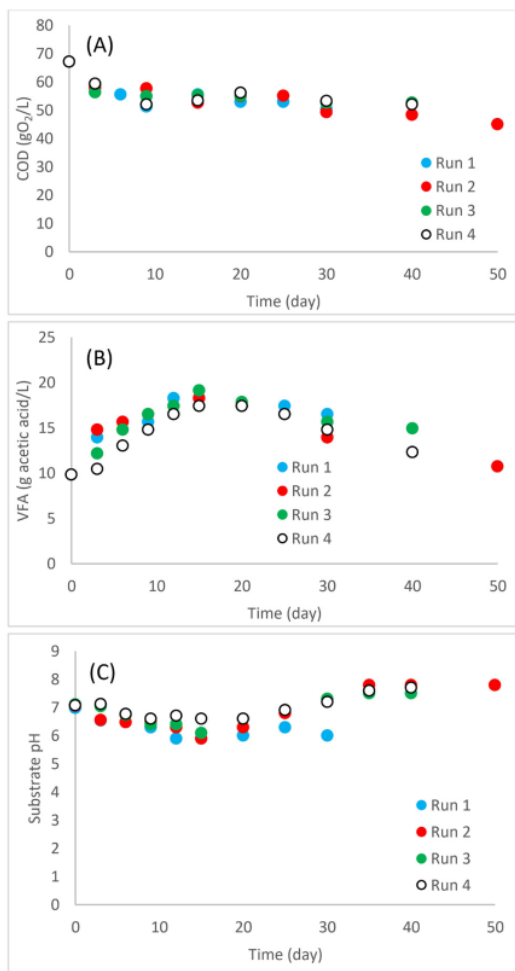 (A)
80
70
60
50
40
30
20
10
0
COD (gO₂/L)
0 10 20 30 40 50
Time (day)
Run 1
Run 2
Run 3
Run 4
(B)
25
20
15
10
5
0
VFA (g acetic acid/L)
0 10 20 30 40 50
Time (day)
Run 1
Run 2
Run 3
Run 4
(C)
9
8
7
6
5
4
3
2
1
0
Substrate pH
0 10 20 30 40 50
Time (day)
Run 1
Run 2
Run 3
Run 4